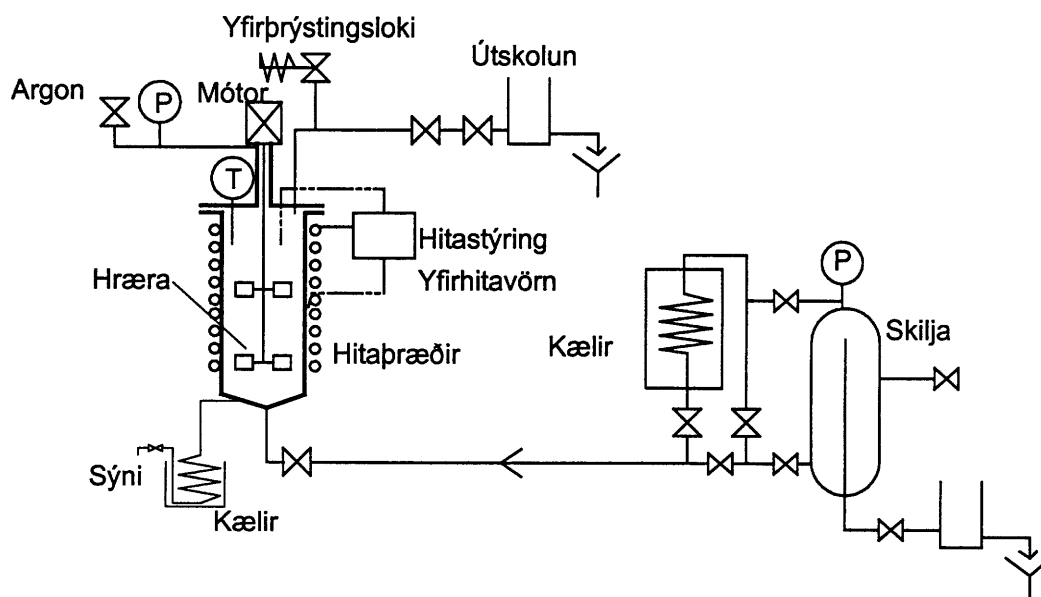 Yfirþrýstingsloki
Útskolun
Argon
P
Mótor
T
Hitastýring
Yfirhitavörn
P
Hræra
Skilja
Kælir
Hitaþræðir
Sýni
Kælir